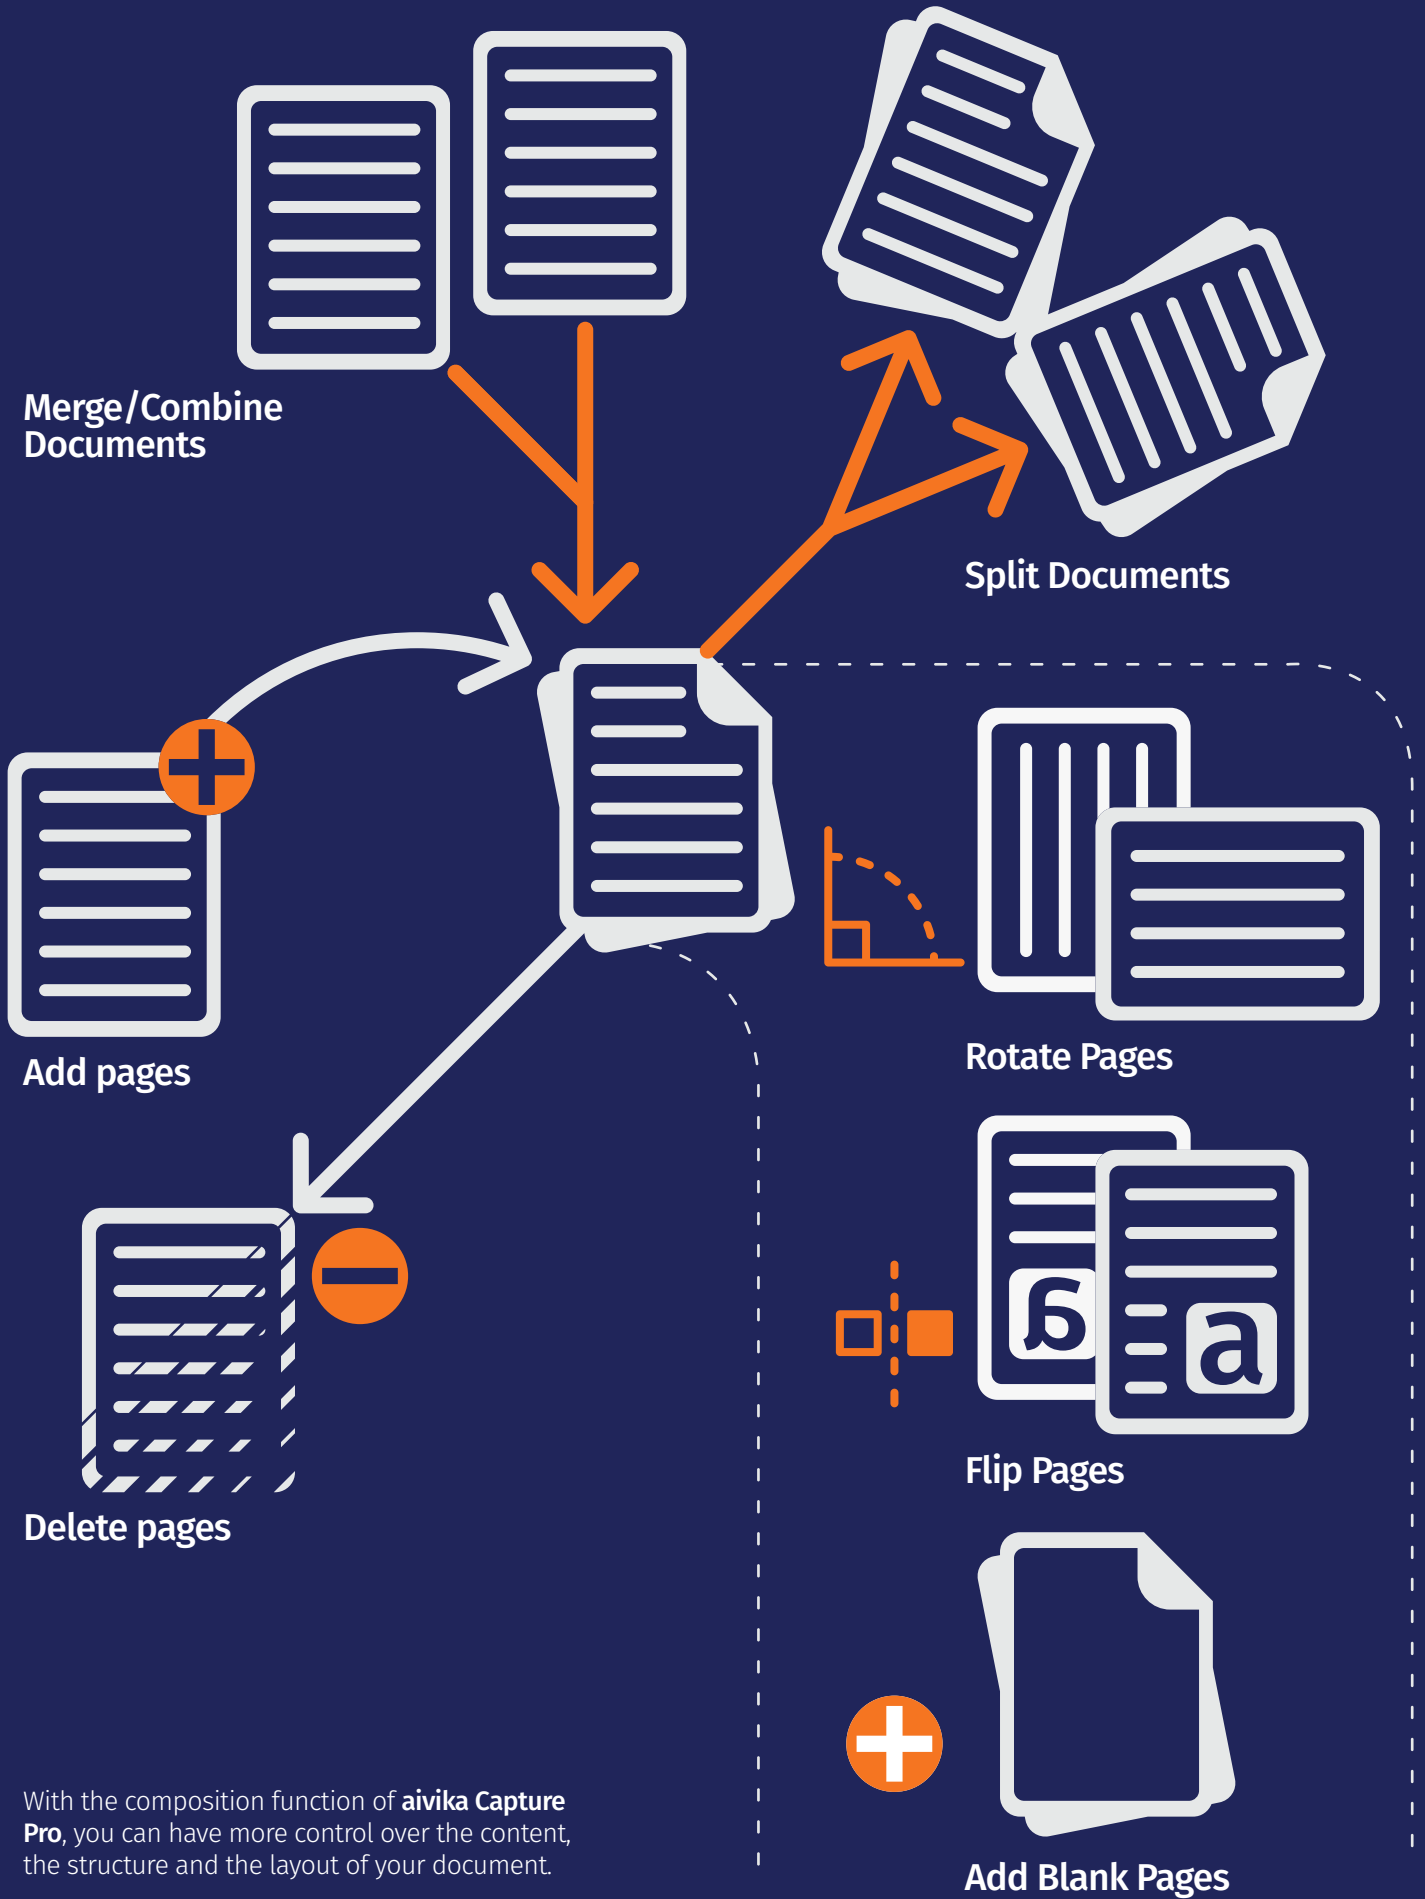 Merge/Combine
Documents
Split Documents
Add pages
Rotate Pages
a
a
Flip Pages
Delete pages
With the composition function of aivika Capture
Pro, you can have more control over the content,
the structure and the layout of your document.
Add Blank Pages